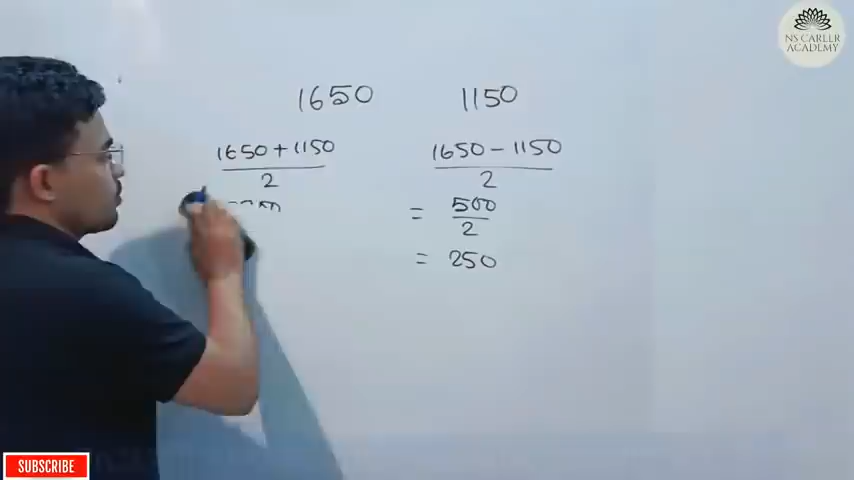 NS CAREER
ACADEMY
1650 1150
1650+1150 1650-1150
2 2
= 500
2
= 250
SUBSCRIBE